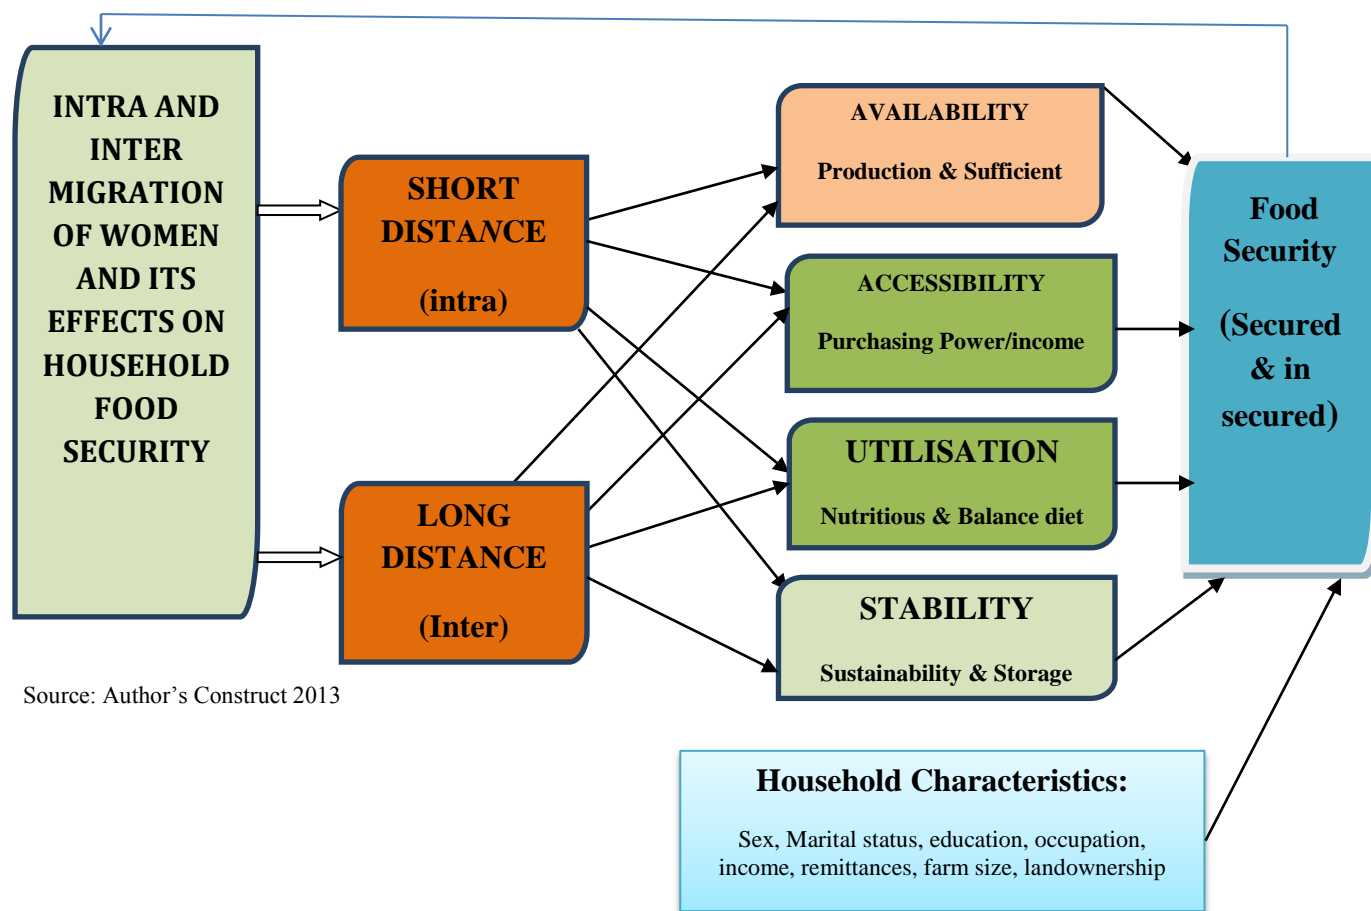 INTRA AND
INTER
MIGRATION
OF WOMEN
AND ITS
EFFECTS ON
HOUSEHOLD
FOOD
SECURITY
SHORT
DISTANCE
(intra)
LONG
DISTANCE
(Inter)
AVAILABILITY
Production & Sufficient
ACCESSIBILITY
Purchasing Power/income
UTILISATION
Nutritious & Balance diet
STABILITY
Sustainability & Storage
Food
Security
(Secured
& in
secured)
Source: Author’s Construct 2013
Household Characteristics:
Sex, Marital status, education, occupation,
income, remittances, farm size, landownership